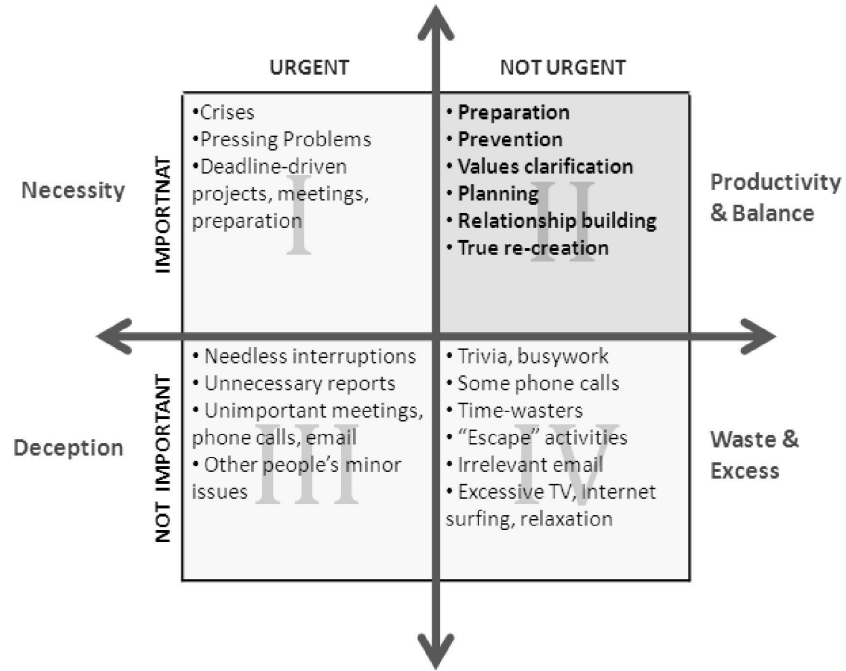 URGENT
NOT URGENT
IMPORTNAT
NOT IMPORTANT
Necessity
•Crises
•Pressing Problems
•Deadline-driven
projects, meetings,
preparation
I
• Preparation
• Prevention
• Values clarification
• Planning
• Relationship building
• True re-creation
II
Productivity
& Balance
Deception
• Needless interruptions
• Unnecessary reports
• Unimportant meetings,
phone calls, email
• Other people’s minor
issues
III
• Trivia, busywork
• Some phone calls
• Time-wasters
• “Escape” activities
• Irrelevant email
• Excessive TV, Internet
surfing, relaxation
IV
Waste &
Excess